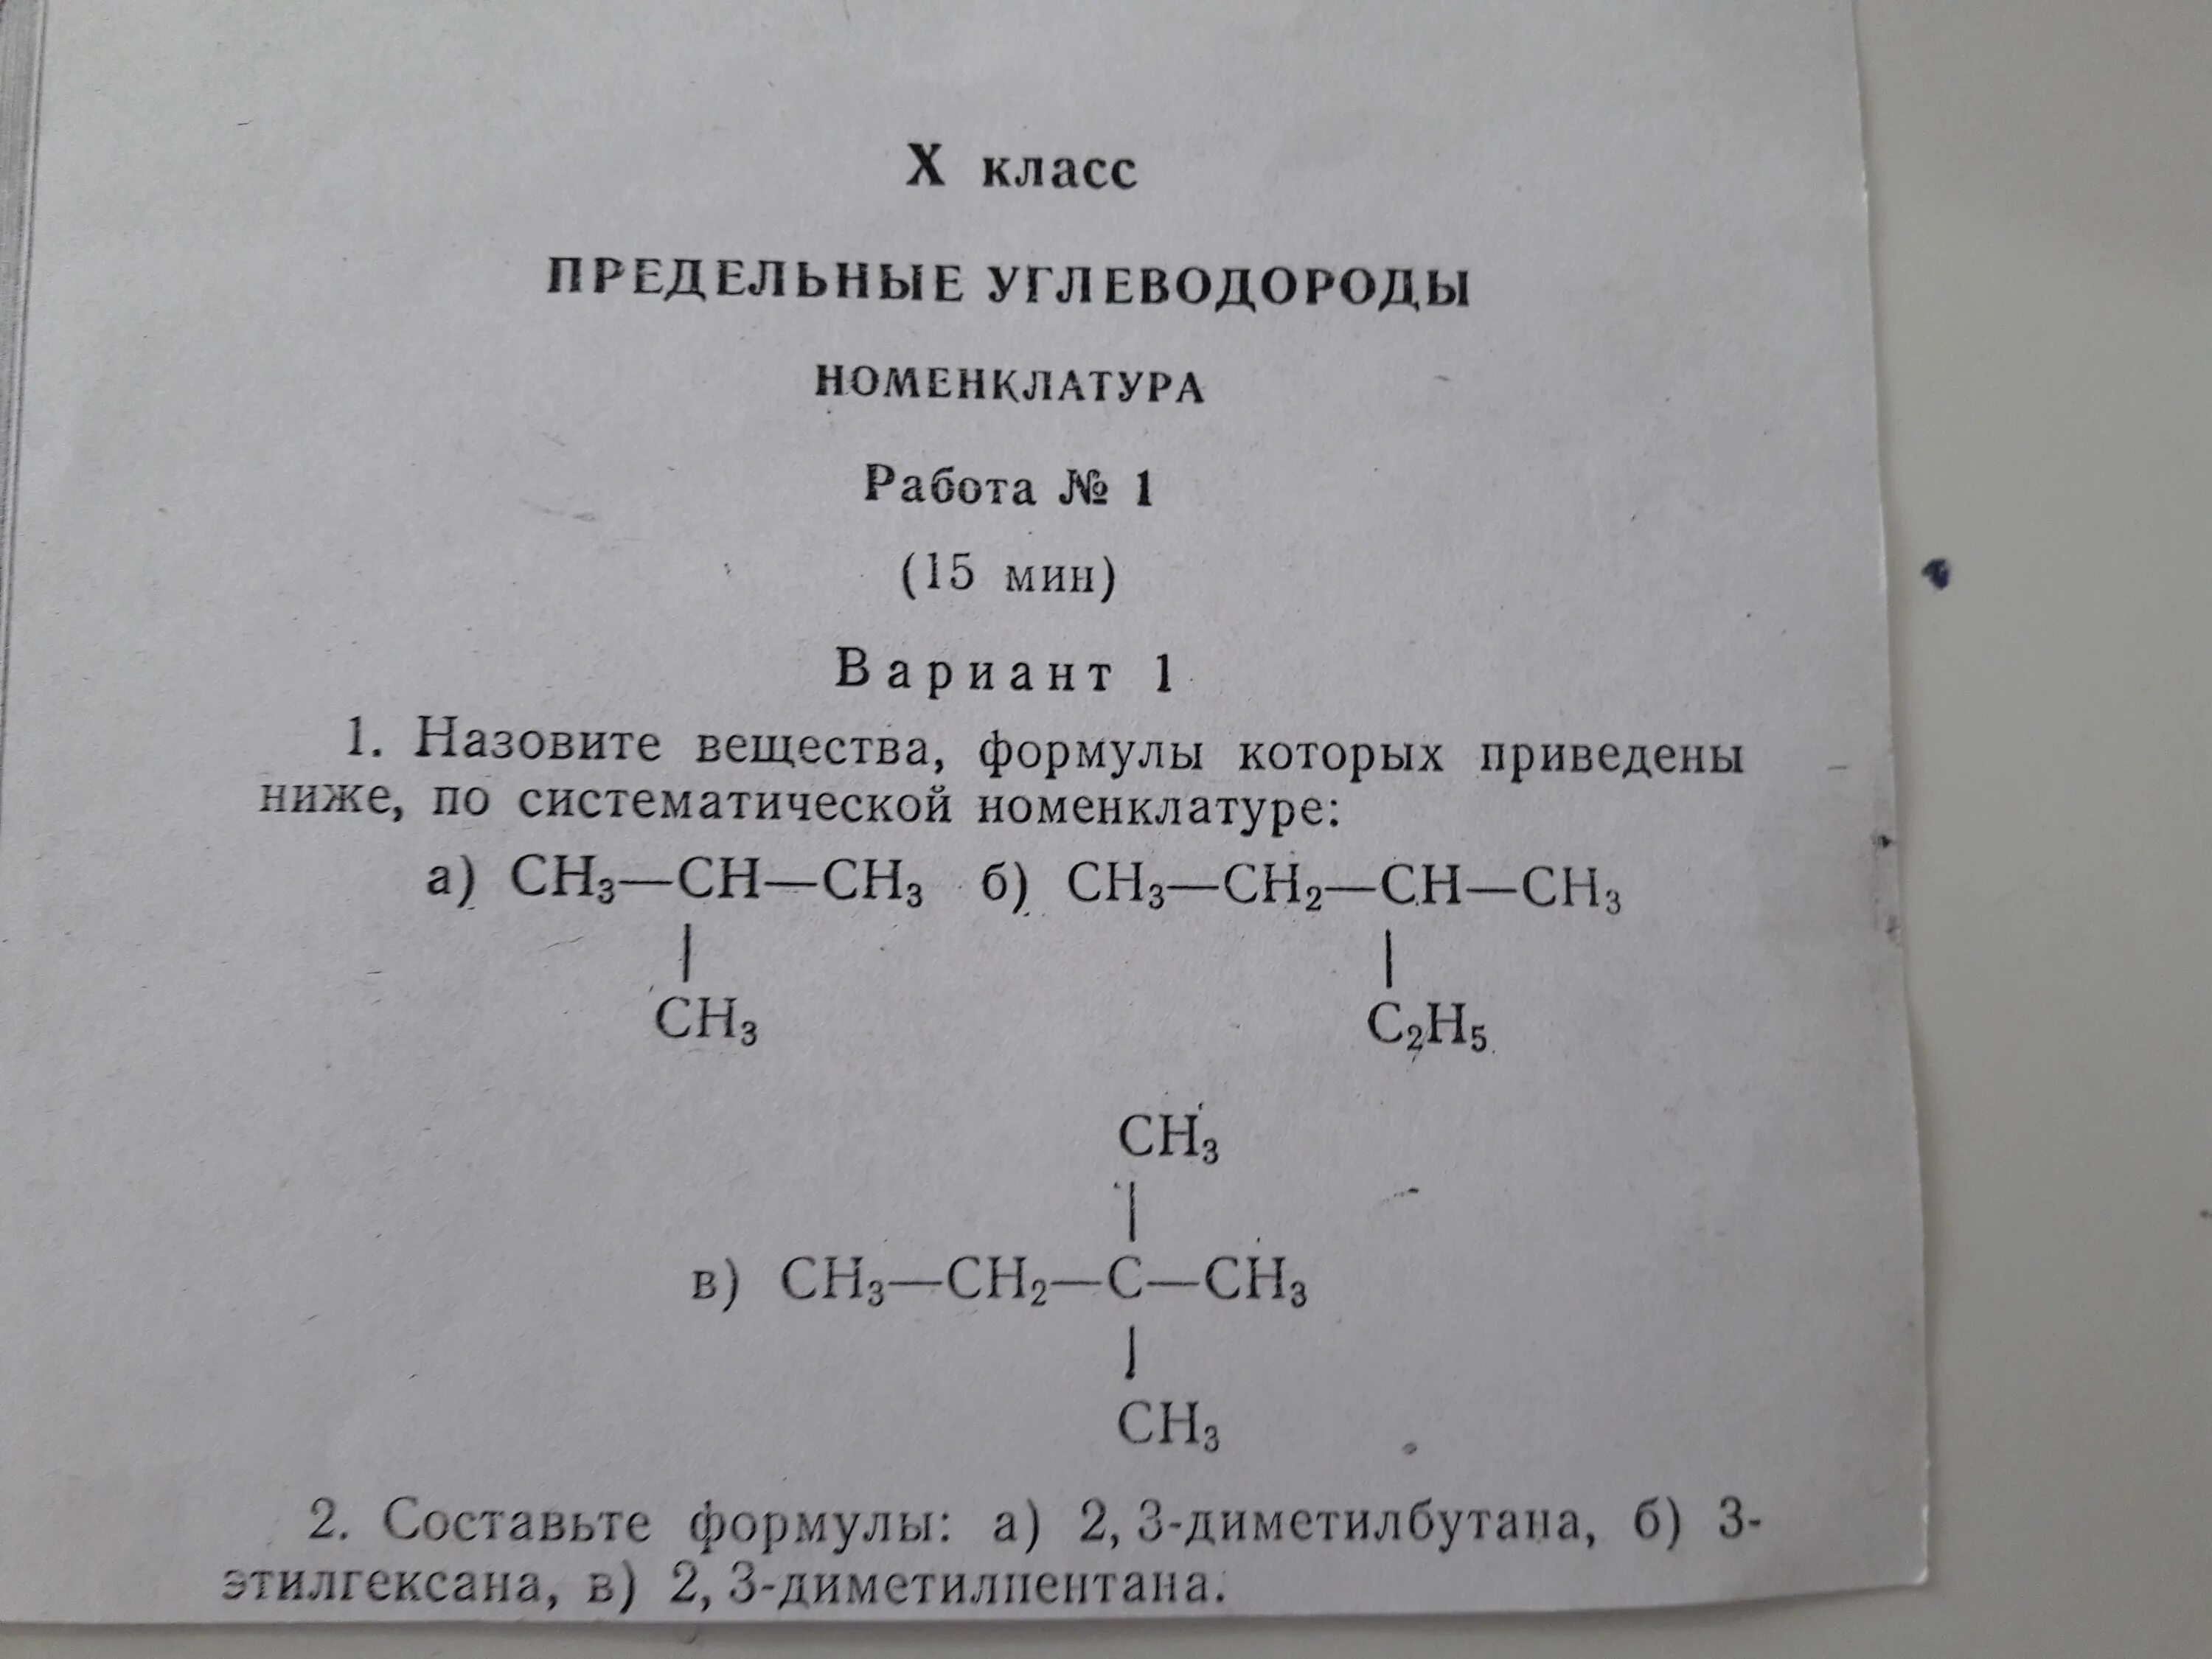 X класс
ПРЕДЕЛЬНЫЕ УГЛЕВОДОРОДЫ
НОМЕНКЛАТУРА
Работа № 1
(15 мин)
Вариант 1
1. Назовите вещества, формулы которых приведены
ниже, по систематической номенклатуре:
а) CH₃—CH—CH₃ б) CH₃—CH₂—CH—CH₃
| |
CH₃ C₂H₅
CH₃
|
в) CH₃—CH₂—C—CH₃
|
CH₃
2. Составьте формулы: а) 2,3-диметилбутана, б) 3-
этилгексана, в) 2,3-диметилпентана.